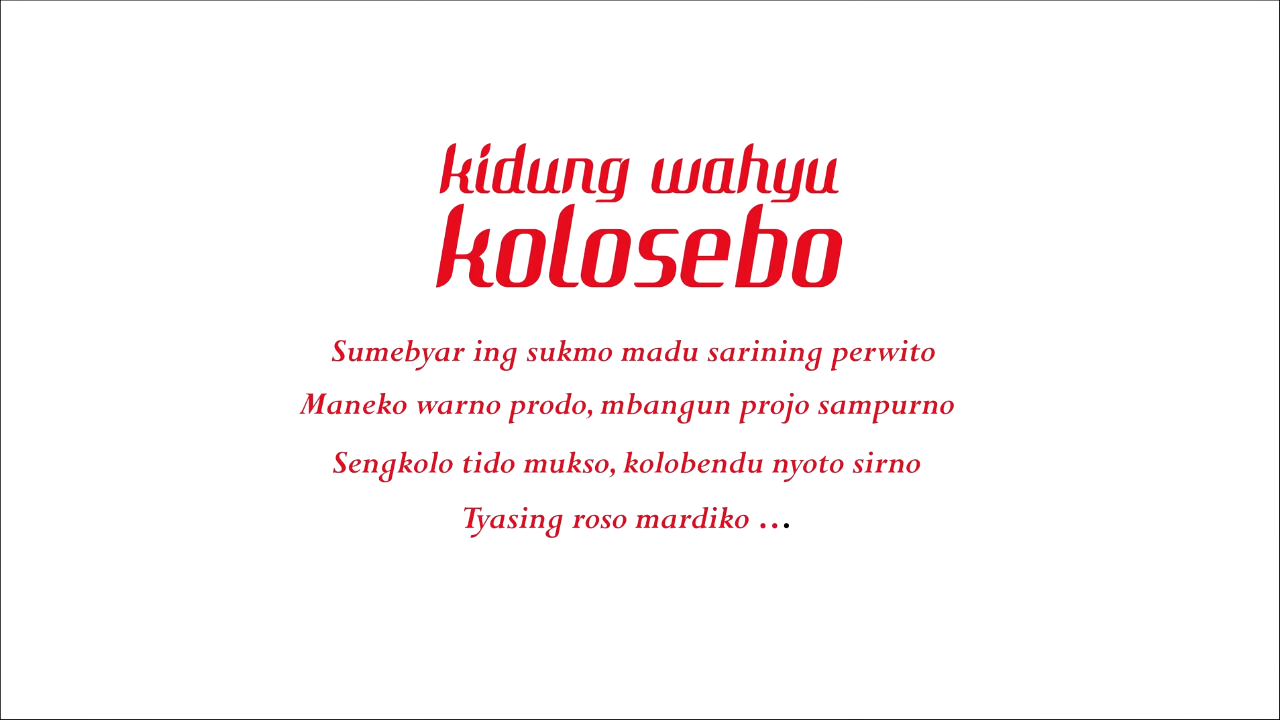 kidung wahyu
kolosebo
Sumebyar ing sukmo madu sarining perwito
Maneko warno prodo, mbangun projo sampurno
Sengkolo tido mukso, kolobendu nyoto sirno
Tyasing roso mardiko ...